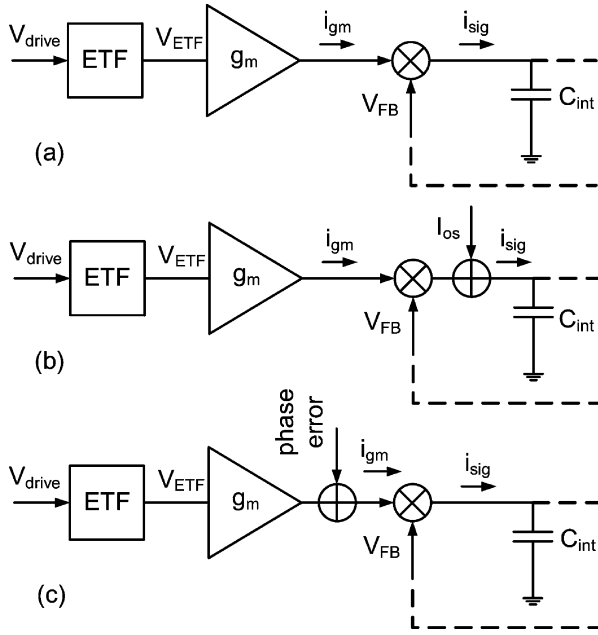 V_drive ETF V_ETF g_m i_gm i_sig
V_FB C_int
(a)
I_os
V_drive ETF V_ETF g_m i_gm i_sig
V_FB C_int
(b)
phase error
V_drive ETF V_ETF g_m i_gm i_sig
V_FB C_int
(c)